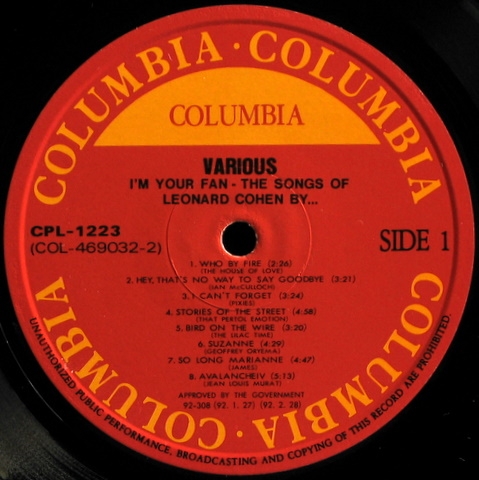 COLUMBIA · COLUMBIA · COLUMBIA · COLUMBIA ·
COLUMBIA
VARIOUS
I'M YOUR FAN - THE SONGS OF
LEONARD COHEN BY...
CPL-1223
(COL-469032-2)
SIDE 1
1. WHO BY FIRE (2:26)
(THE HOUSE OF LOVE)
2. HEY, THAT'S NO WAY TO SAY GOODBYE (3:21)
(IAN McCULLOCH)
3. I CAN'T FORGET (3:24)
(PIXIES)
4. STORIES OF THE STREET (4:58)
(THAT PERTOL EMOTION)
5. BIRD ON THE WIRE (3:20)
(THE LILAC TIME)
6. SUZANNE (4:29)
(GEOFFREY ORYEMA)
7. SO LONG MARIANNE (4:47)
(JAMES)
8. AVALANCHEIV (5:13)
(JEAN LOUIS MURAT)
APPROVED BY THE GOVERNMENT
92-308 (92. 1. 27) (92. 2. 28)
UNAUTHORIZED PUBLIC PERFORMANCE, BROADCASTING AND COPYING OF THIS RECORD ARE PROHIBITED.